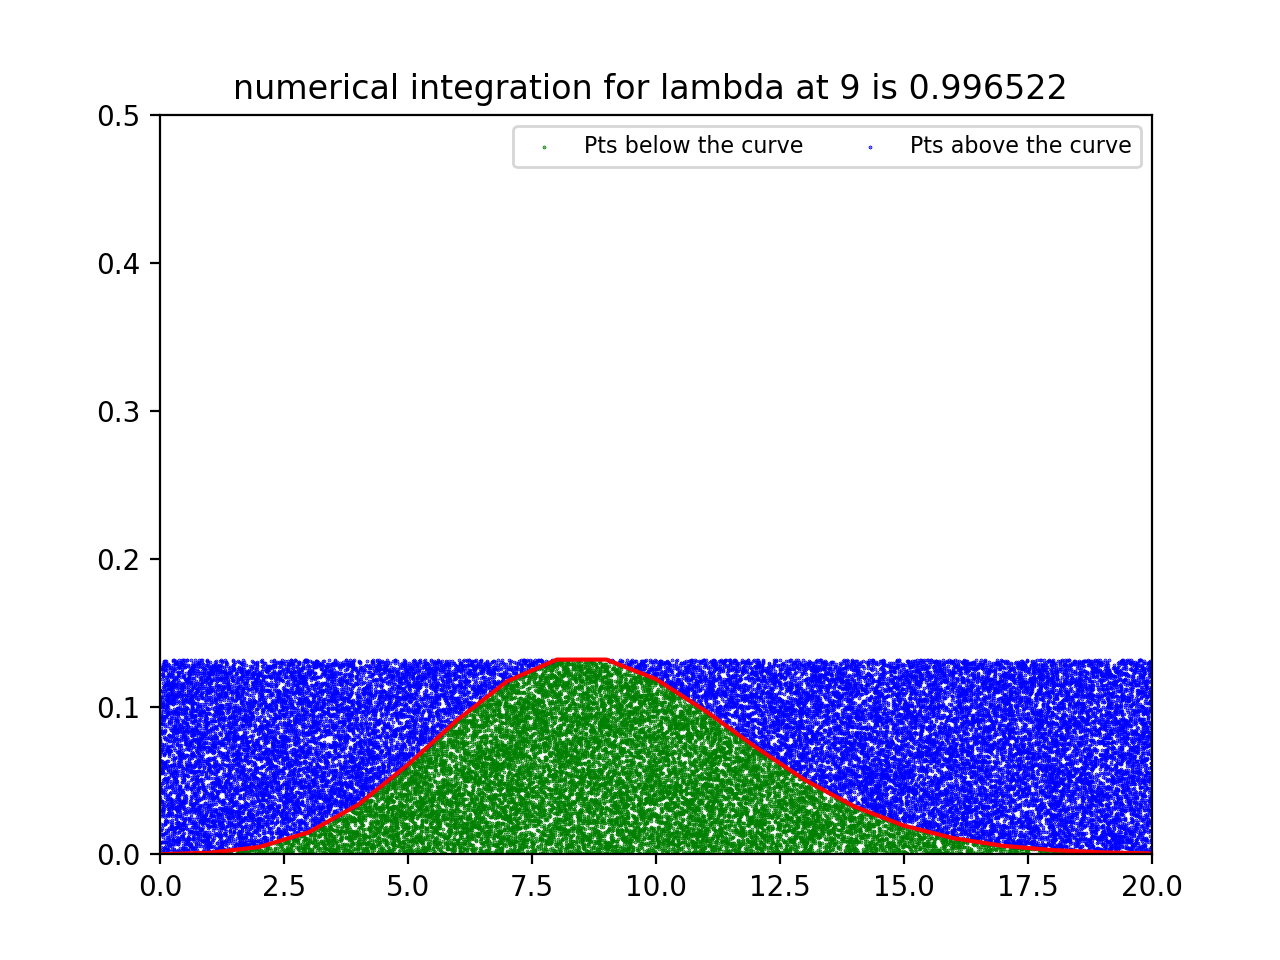 numerical integration for lambda at 9 is 0.996522
Pts below the curve Pts above the curve
0.5
0.4
0.3
0.2
0.1
0.0
0.0 2.5 5.0 7.5 10.0 12.5 15.0 17.5 20.0